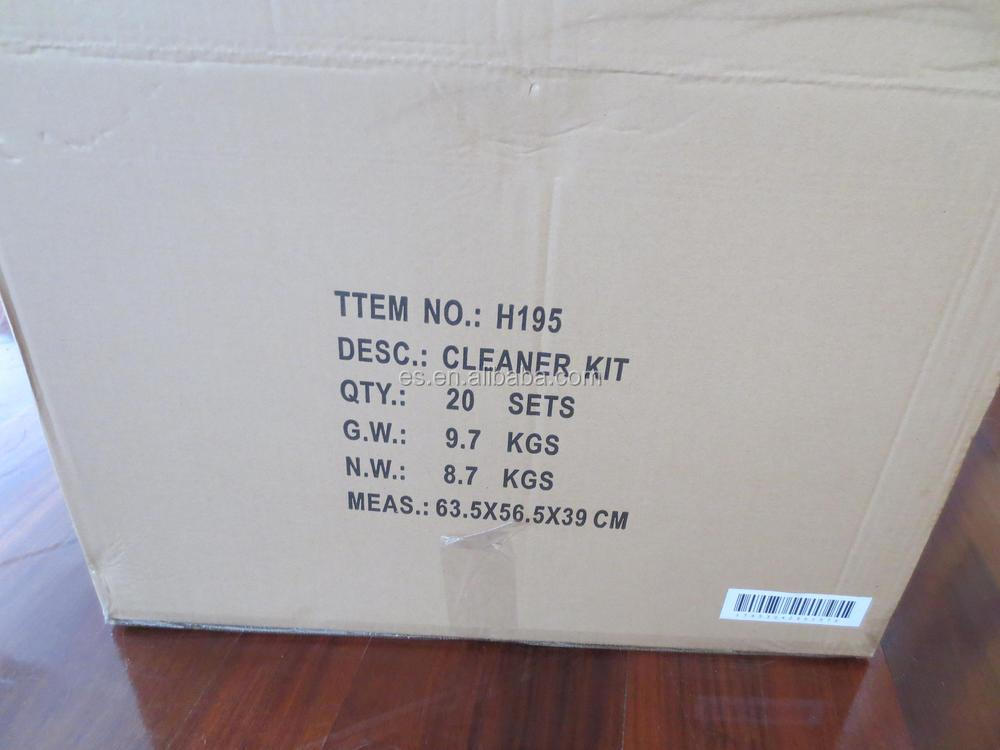 TTEM NO.: H195
DESC.: CLEANER KIT
es.en.alibaba.com
QTY.: 20 SETS
G.W.: 9.7 KGS
N.W.: 8.7 KGS
MEAS.: 63.5X56.5X39 CM